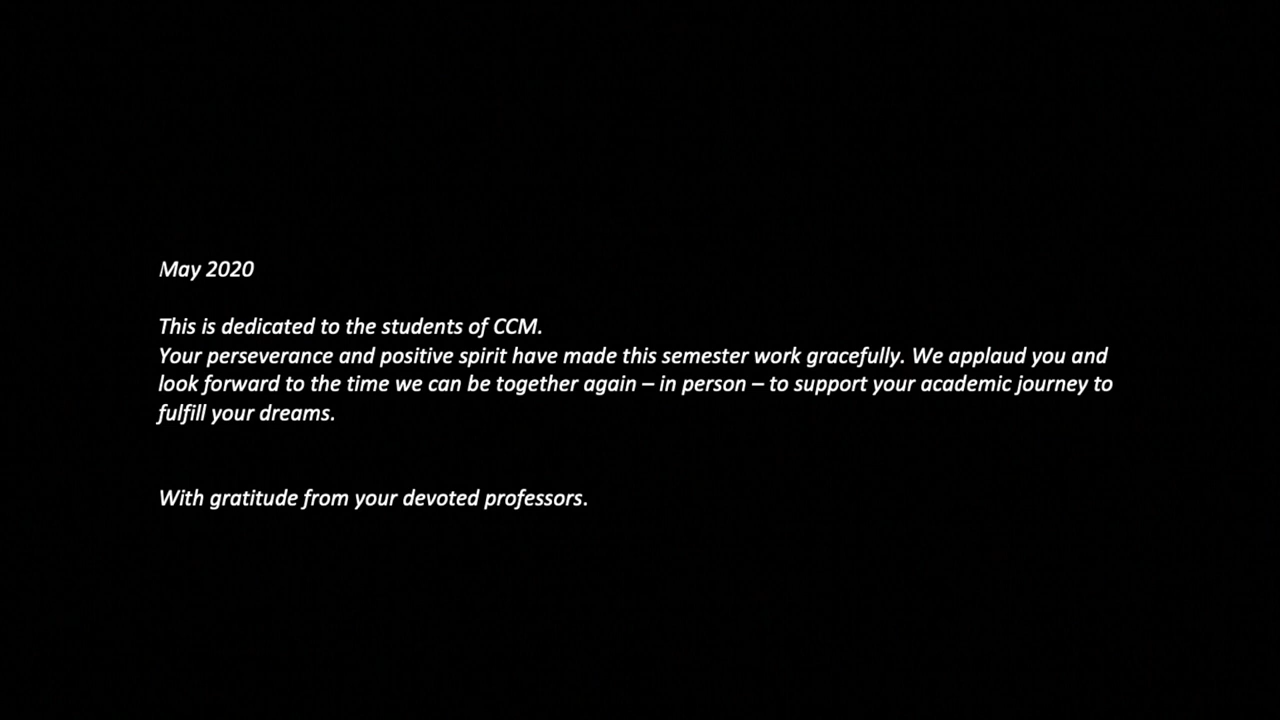 May 2020
This is dedicated to the students of CCM.
Your perseverance and positive spirit have made this semester work gracefully. We applaud you and
look forward to the time we can be together again – in person – to support your academic journey to
fulfill your dreams.
With gratitude from your devoted professors.